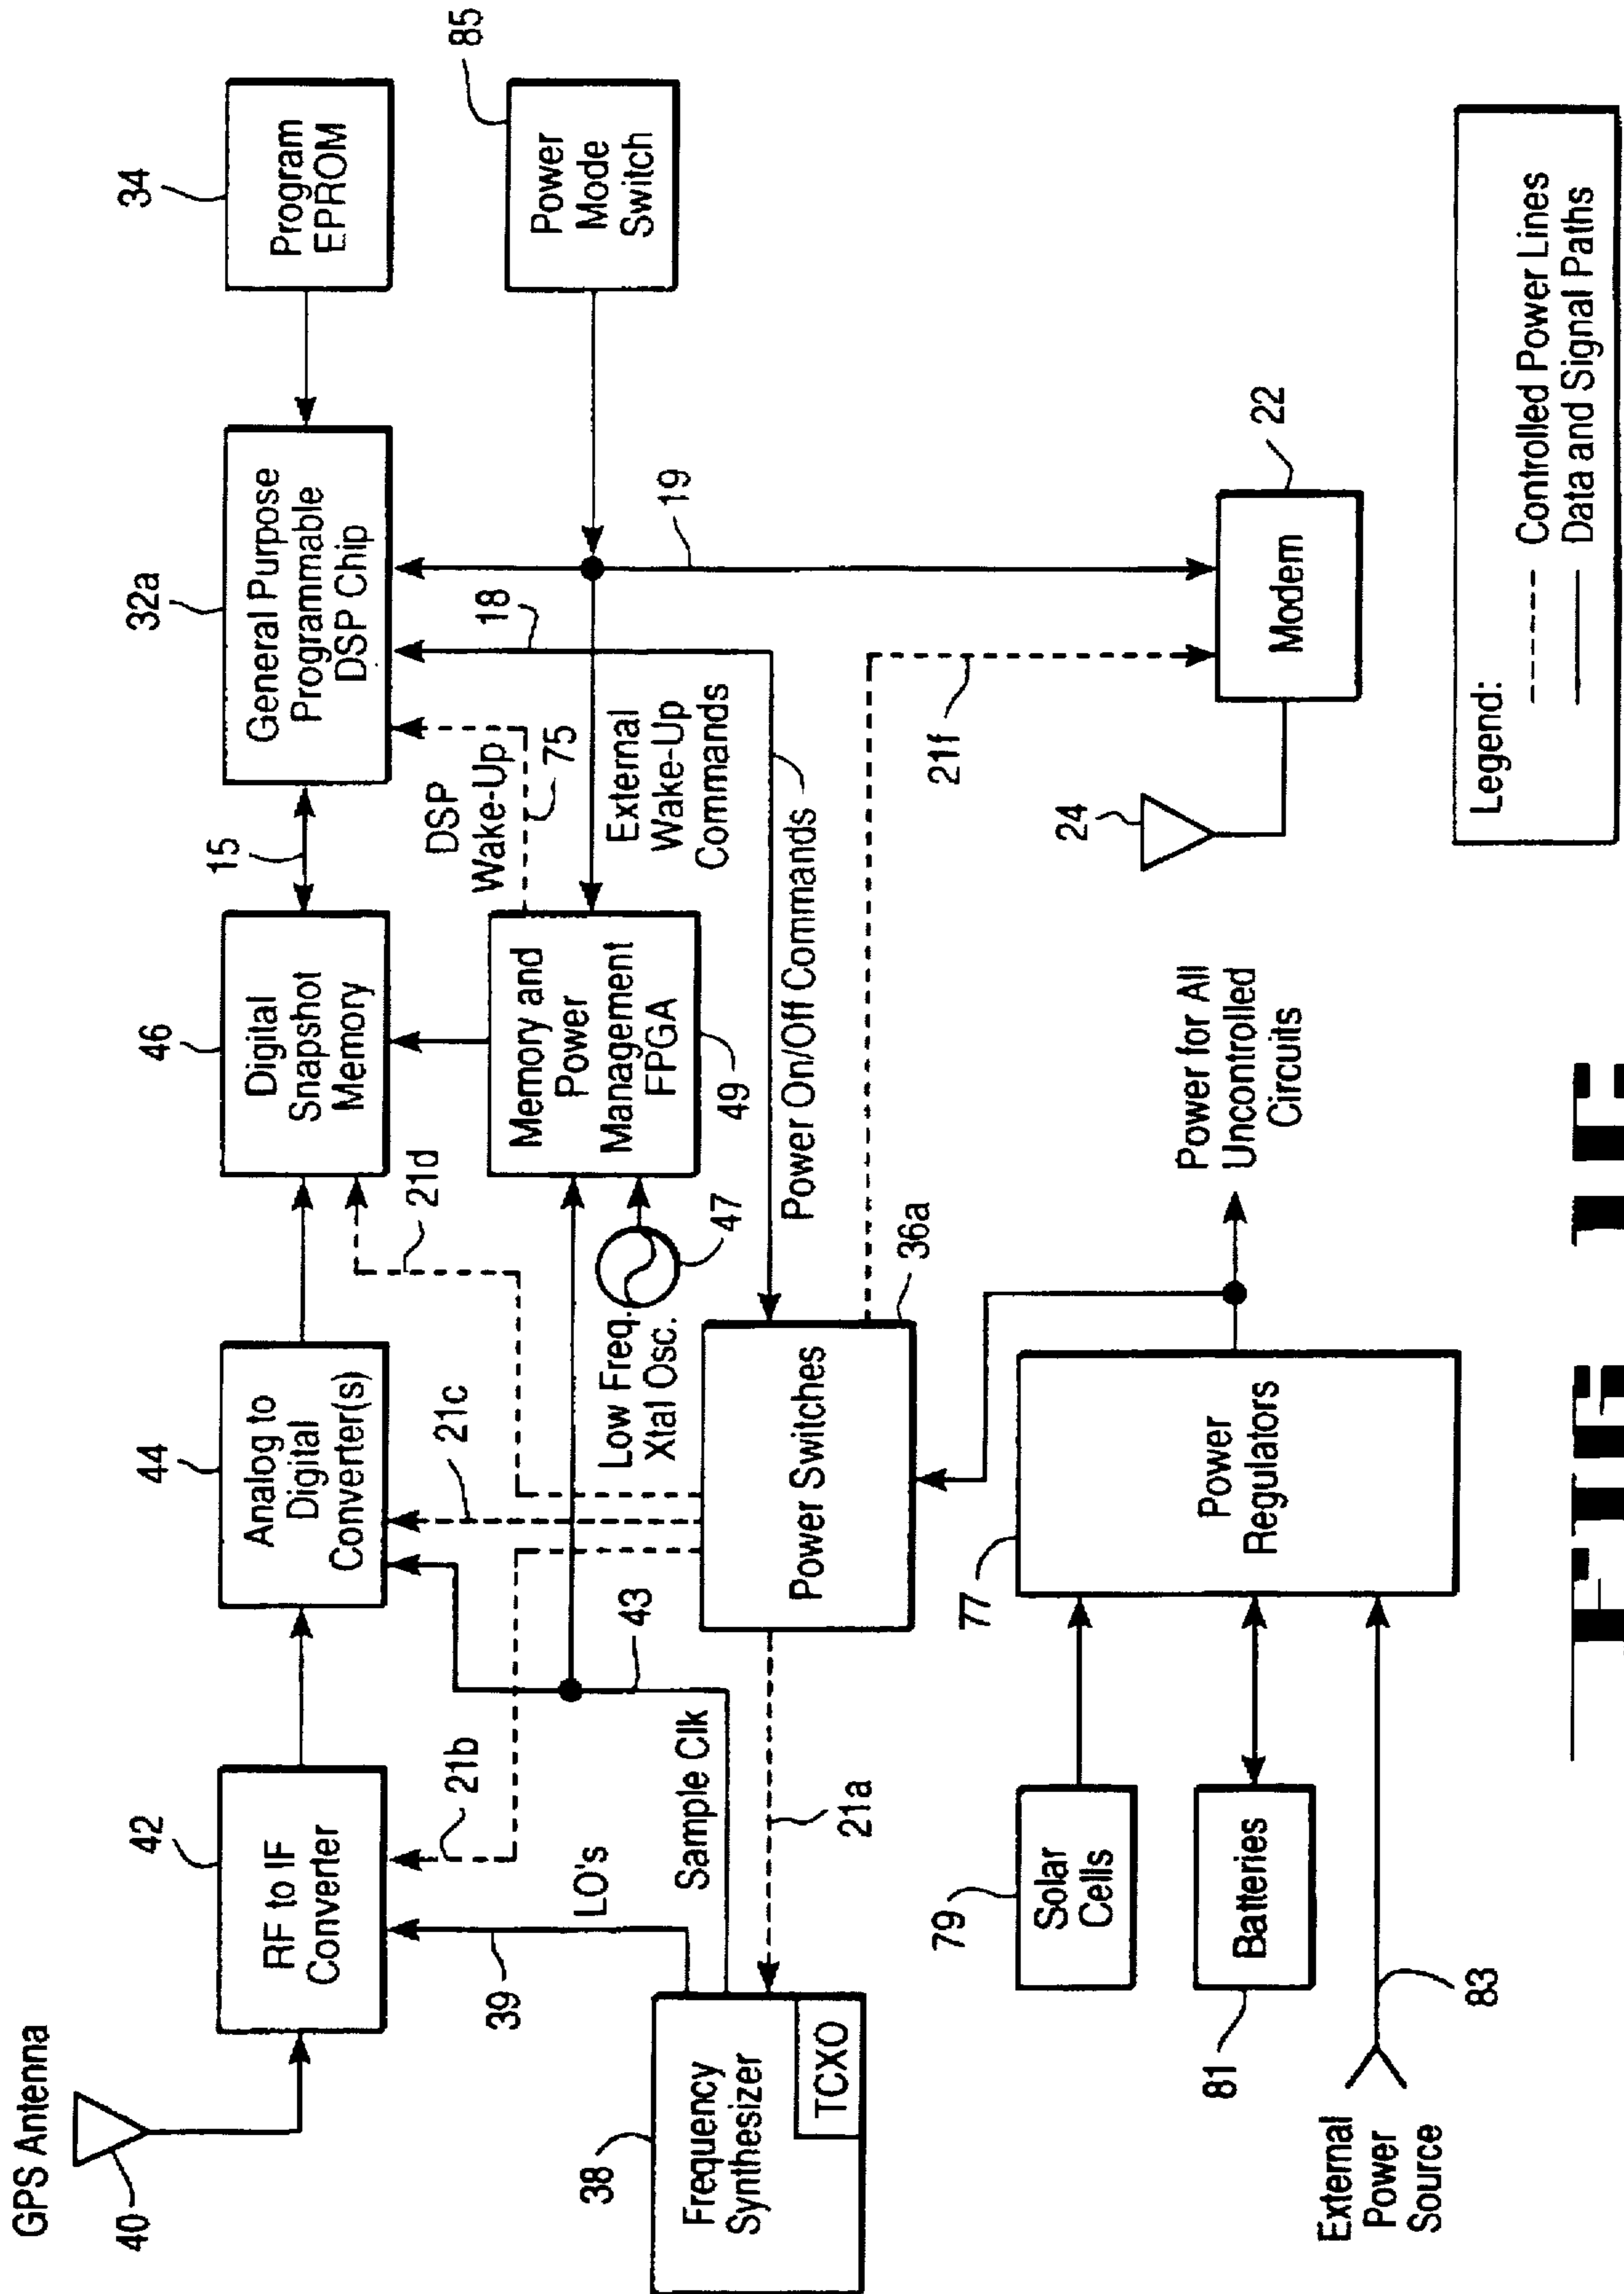 GPS Antenna
40
42
RF to IF
Converter
44
Analog to
Digital
Converter(s)
46
Digital
Snapshot
Memory
15
32a
General Purpose
Programmable
DSP Chip
34
Program
EPROM
85
Power
Mode
Switch
39
LO's
21b
Sample Clk
43
21c
21d
Low Freq.
Xtal Osc.
47
Memory and
Power
Management
FPGA
49
DSP
Wake-Up
75
External
Wake-Up
Commands
18
19
38
Frequency
Synthesizer
TCXO
21a
Power Switches
36a
Power On/Off Commands
21f
22
Modem
24
79
Solar
Cells
81
Batteries
External
Power
Source
83
77
Power
Regulators
Power for All
Uncontrolled
Circuits
Legend:
Controlled Power Lines
Data and Signal Paths